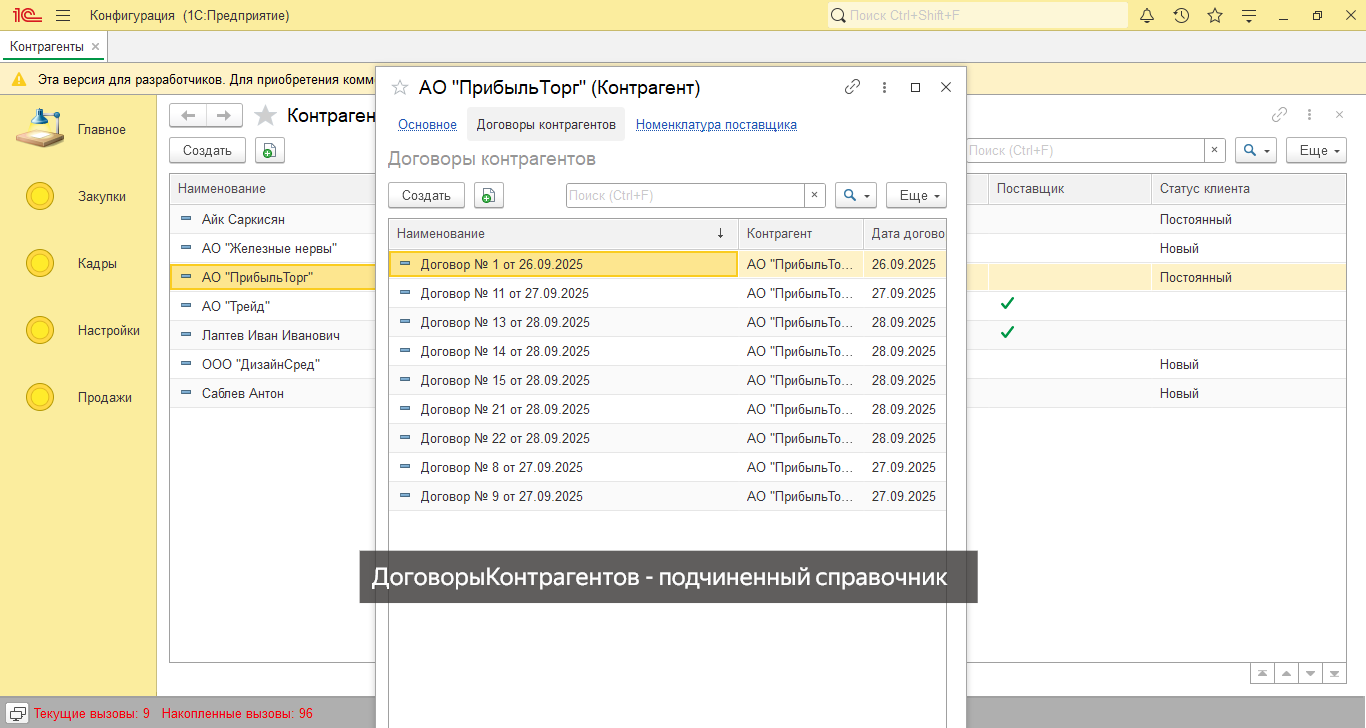 1С Конфигурация (1С:Предприятие) Поиск Ctrl+Shift+F
Контрагенты
Эта версия для разработчиков. Для приобретения комм
Главное
Закупки
Кадры
Настройки
Продажи
Контраген
Создать Поиск (Ctrl+F) Еще
Наименование Поставщик Статус клиента
Айк Саркисян Постоянный
АО "Железные нервы" Новый
АО "ПрибыльТорг" Постоянный
АО "Трейд"
Лаптев Иван Иванович
ООО "ДизайнСред" Новый
Саблев Антон Новый
АО "ПрибыльТорг" (Контрагент)
Основное Договоры контрагентов Номенклатура поставщика
Договоры контрагентов
Создать Поиск (Ctrl+F) Еще
Наименование Контрагент Дата догово
Договор № 1 от 26.09.2025 АО "ПрибыльТо... 26.09.2025
Договор № 11 от 27.09.2025 АО "ПрибыльТо... 27.09.2025
Договор № 13 от 28.09.2025 АО "ПрибыльТо... 28.09.2025
Договор № 14 от 28.09.2025 АО "ПрибыльТо... 28.09.2025
Договор № 15 от 28.09.2025 АО "ПрибыльТо... 28.09.2025
Договор № 21 от 28.09.2025 АО "ПрибыльТо... 28.09.2025
Договор № 22 от 28.09.2025 АО "ПрибыльТо... 28.09.2025
Договор № 8 от 27.09.2025 АО "ПрибыльТо... 27.09.2025
Договор № 9 от 27.09.2025 АО "ПрибыльТо... 27.09.2025
ДоговорыКонтрагентов - подчиненный справочник
Текущие вызовы: 9 Накопленные вызовы: 96